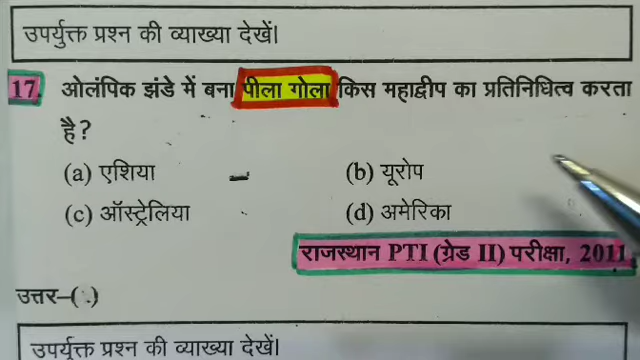 उपर्युक्त प्रश्न की व्याख्या देखें।
17. ओलंपिक झंडे में बना पीला गोला किस महाद्वीप का प्रतिनिधित्व करता
है?
(a) एशिया (b) यूरोप
(c) ऑस्ट्रेलिया (d) अमेरिका
राजस्थान PTI (ग्रेड II) परीक्षा, 2011
उत्तर–( )
उपर्युक्त प्रश्न की व्याख्या देखें।